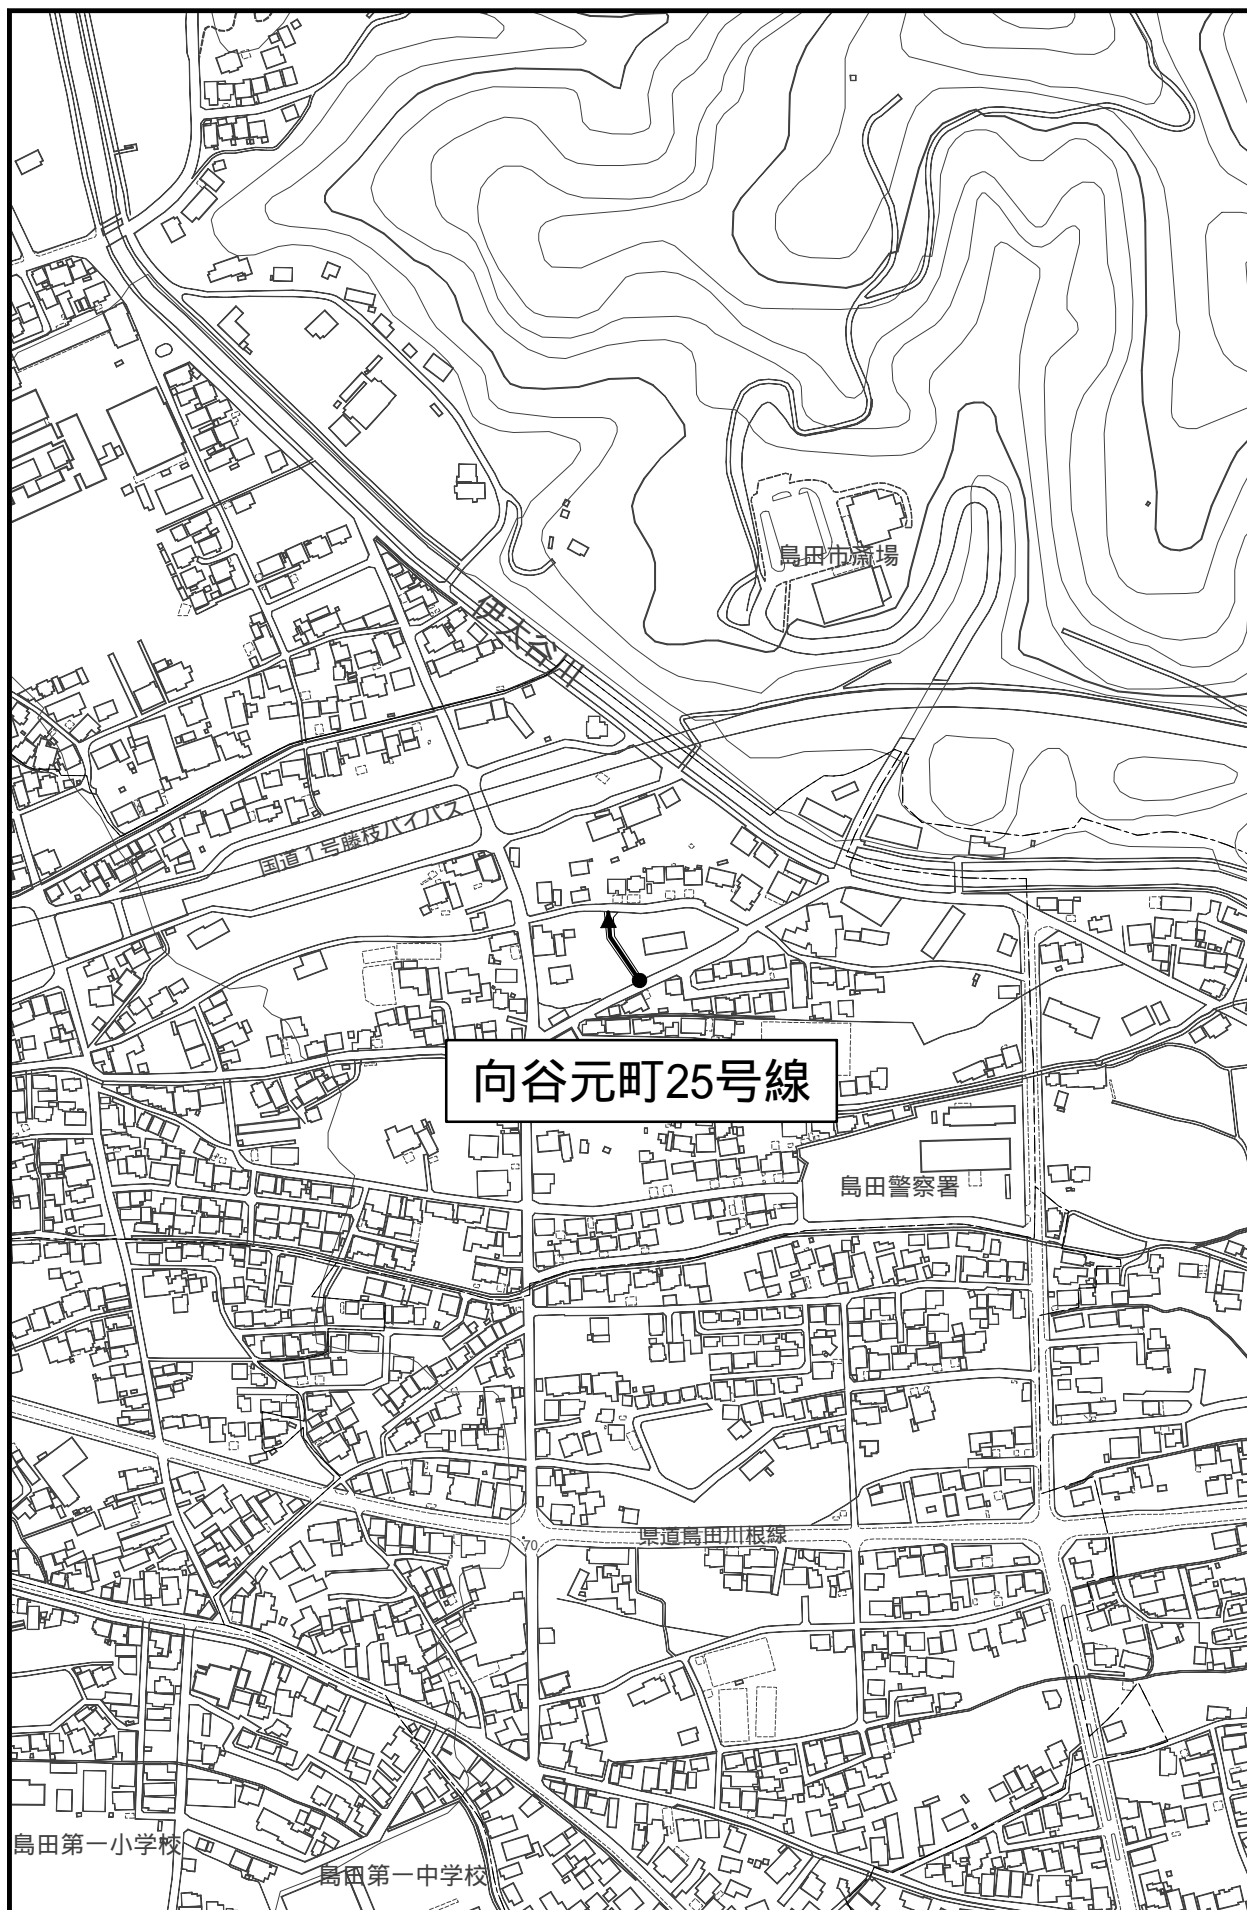 島田市斎場
伊太谷川
国道1号藤枝バイパス
向谷元町25号線
島田警察署
県道島田川根線
70
島田第一小学校
島田第一中学校